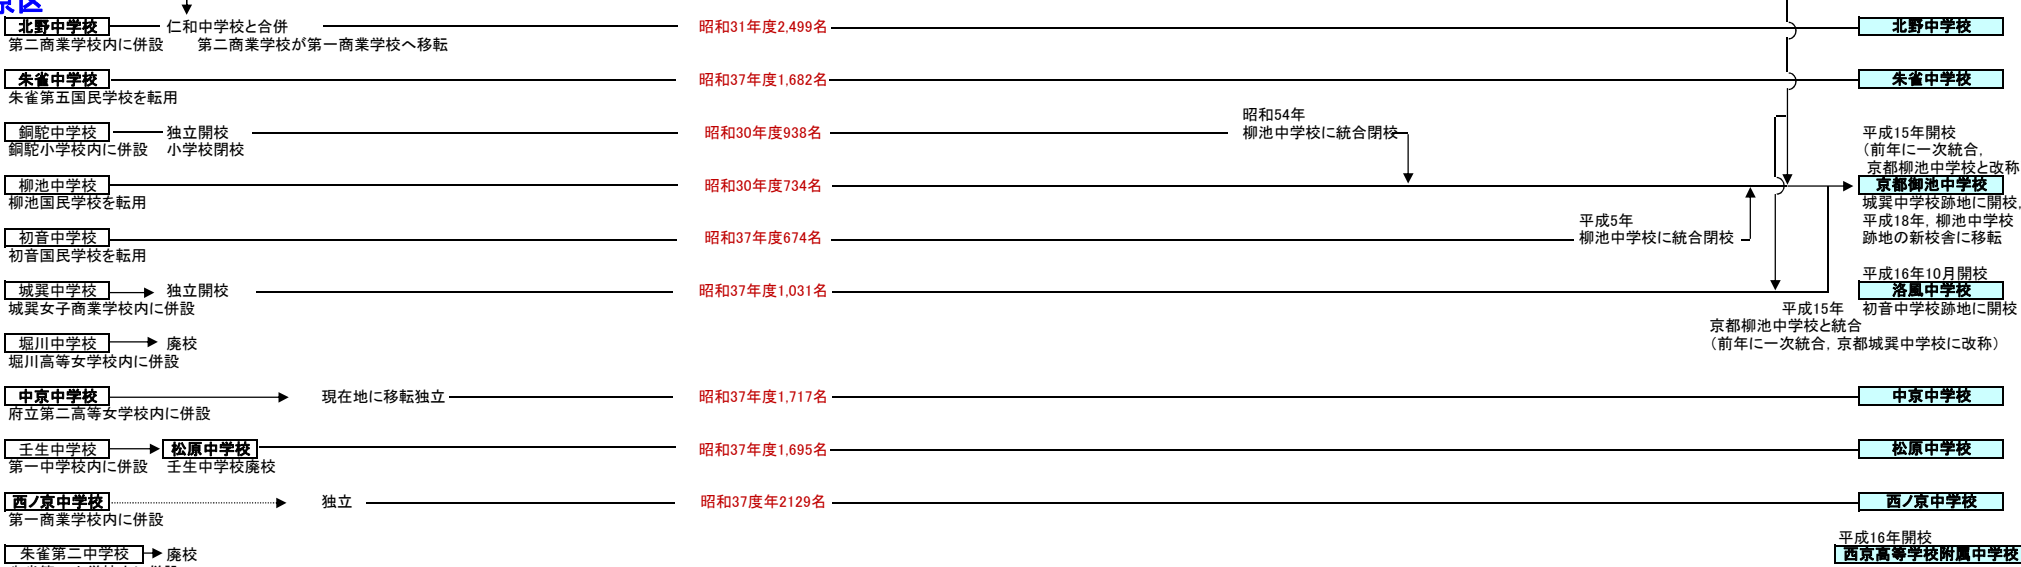 京区
北野中学校 仁和中学校と合併 昭和31年度2,499名 北野中学校
第二商業学校内に併設 第二商業学校が第一商業学校へ移転
朱雀中学校 昭和37年度1,682名 朱雀中学校
朱雀第五国民学校を転用
昭和54年
銅駝中学校 独立開校 昭和30年度938名 柳池中学校に統合閉校 平成15年開校
銅駝小学校内に併設 小学校閉校 （前年に一次統合，
京都柳池中学校と改称
柳池中学校 昭和30年度734名 京都御池中学校
柳池国民学校を転用 城巽中学校跡地に開校，
平成5年 平成18年，柳池中学校
初音中学校 昭和37年度674名 柳池中学校に統合閉校 跡地の新校舎に移転
初音国民学校を転用
平成16年10月開校
城巽中学校 独立開校 昭和37年度1,031名 洛風中学校
城巽女子商業学校内に併設 平成15年 初音中学校跡地に開校
京都柳池中学校と統合
堀川中学校 廃校 （前年に一次統合，京都城巽中学校に改称）
堀川高等女学校内に併設
中京中学校 現在地に移転独立 昭和37年度1,717名 中京中学校
府立第二高等女学校内に併設
壬生中学校 松原中学校 昭和37年度1,695名 松原中学校
第一中学校内に併設 壬生中学校廃校
西ノ京中学校 独立 昭和37度年2129名 西ノ京中学校
第一商業学校内に併設
平成16年開校
朱雀第二中学校 廃校 西京高等学校附属中学校